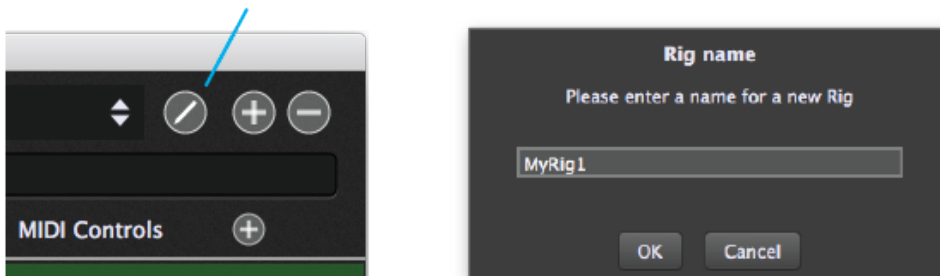 MIDI Controls
Rig name
Please enter a name for a new Rig
MyRig1
OK
Cancel